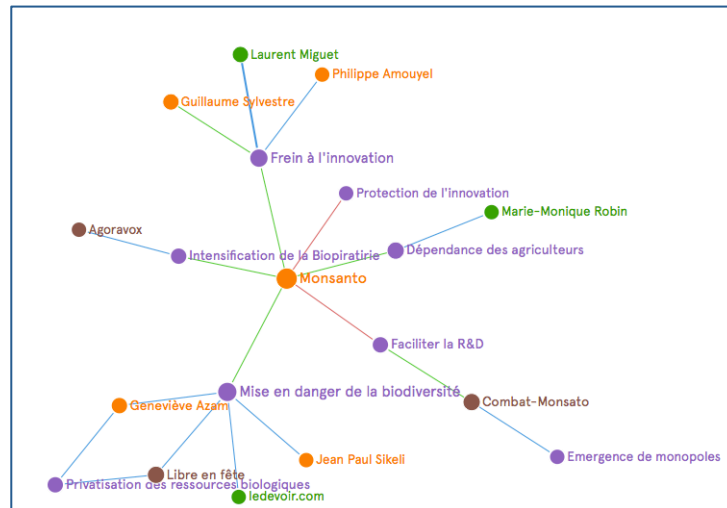 Laurent Miguet
Philippe Amouyel
Guillaume Sylvestre
Frein à l'innovation
Protection de l'innovation
Marie-Monique Robin
Agoravox
Intensification de la Biopiratirie
Dépendance des agriculteurs
Monsanto
Faciliter la R&D
Mise en danger de la biodiversité
Combat-Monsato
Geneviève Azam
Emergence de monopoles
Jean Paul Sikeli
Libre en fête
Privatisation des ressources biologiques
ledevoir.com